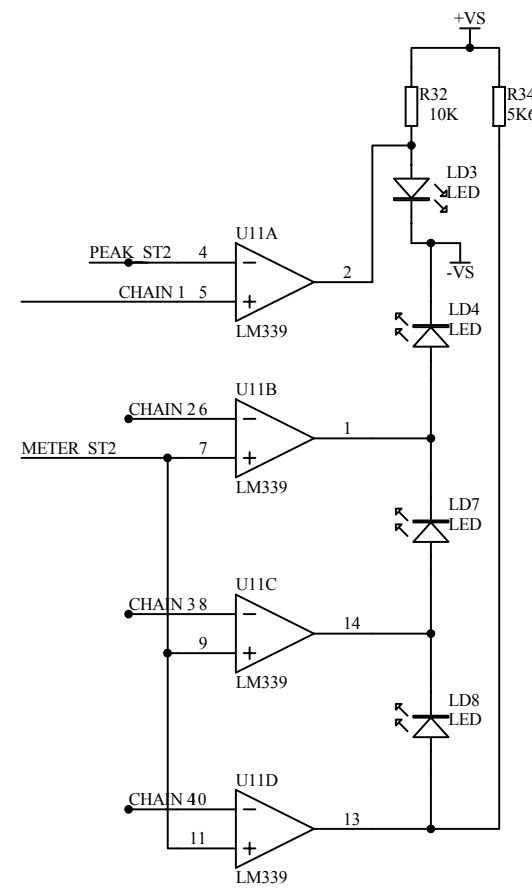 +VS
R32
10K
R34
5K6
LD3
LED
U11A
PEAK_ST2 4
2
CHAIN 1 5
-VS
LM339
LD4
LED
U11B
CHAIN 2 6
1
METER_ST2 7
LM339
LD7
LED
U11C
CHAIN 3 8
14
9
LM339
LD8
LED
U11D
CHAIN 4 0
13
11
LM339